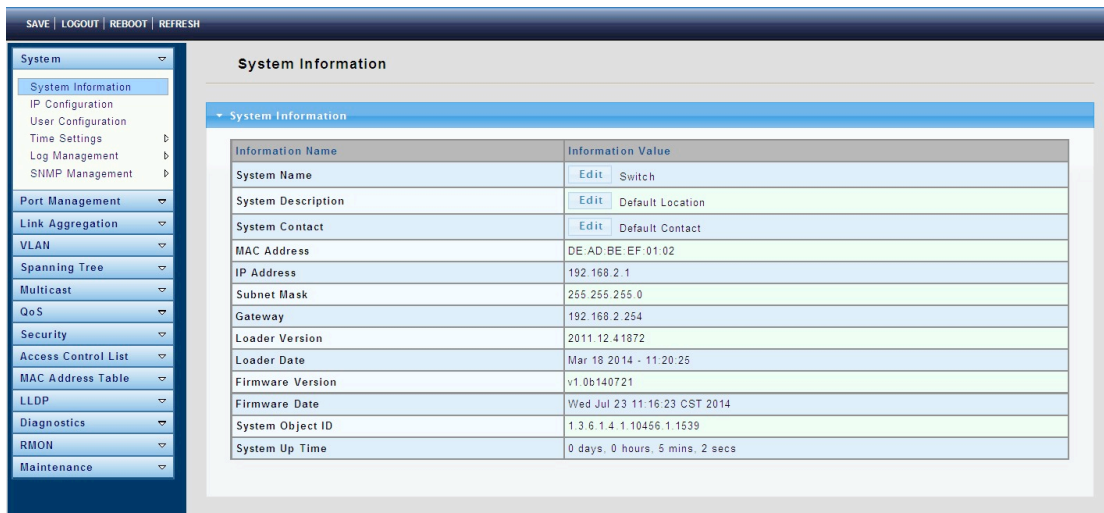 SAVE | LOGOUT | REBOOT | REFRESH
System
System Information
IP Configuration
User Configuration
Time Settings
Log Management
SNMP Management
Port Management
Link Aggregation
VLAN
Spanning Tree
Multicast
QoS
Security
Access Control List
MAC Address Table
LLDP
Diagnostics
RMON
Maintenance
System Information
System Information
Information Name Information Value
System Name Edit Switch
System Description Edit Default Location
System Contact Edit Default Contact
MAC Address DE:AD:BE:EF:01:02
IP Address 192.168.2.1
Subnet Mask 255.255.255.0
Gateway 192.168.2.254
Loader Version 2011.12.41872
Loader Date Mar 18 2014 - 11:20:25
Firmware Version v1.0b140721
Firmware Date Wed Jul 23 11:16:23 CST 2014
System Object ID 1.3.6.1.4.1.10456.1.1539
System Up Time 0 days, 0 hours, 5 mins, 2 secs